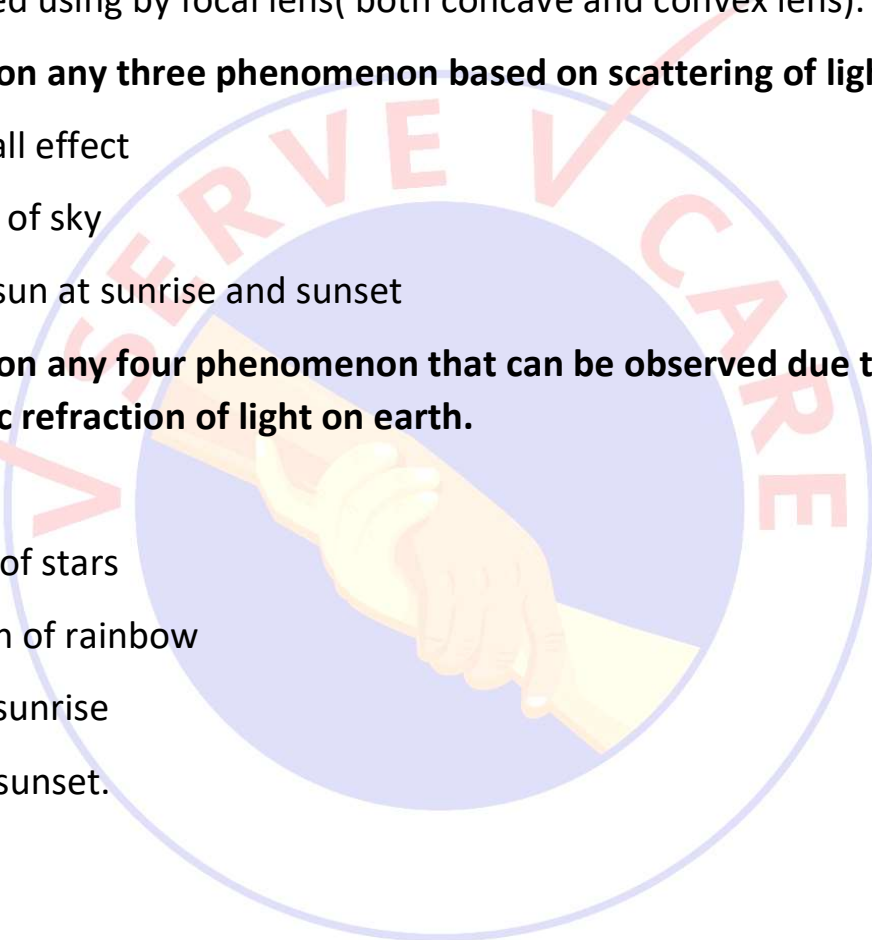 ed using by focal lens( both concave and convex lens).
on any three phenomenon based on scattering of ligh
all effect
of sky
sun at sunrise and sunset
on any four phenomenon that can be observed due t
c refraction of light on earth.
of stars
n of rainbow
sunrise
sunset.
V SERVE V CARE